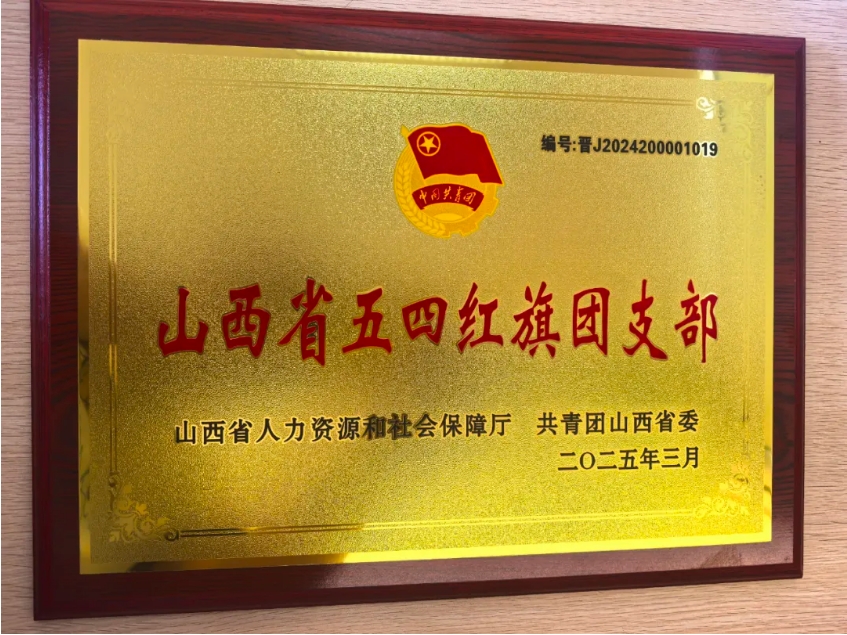 编号:晋J2024200001019
中国共青团
山西省五四红旗团支部
山西省人力资源和社会保障厅 共青团山西省委
二〇二五年三月